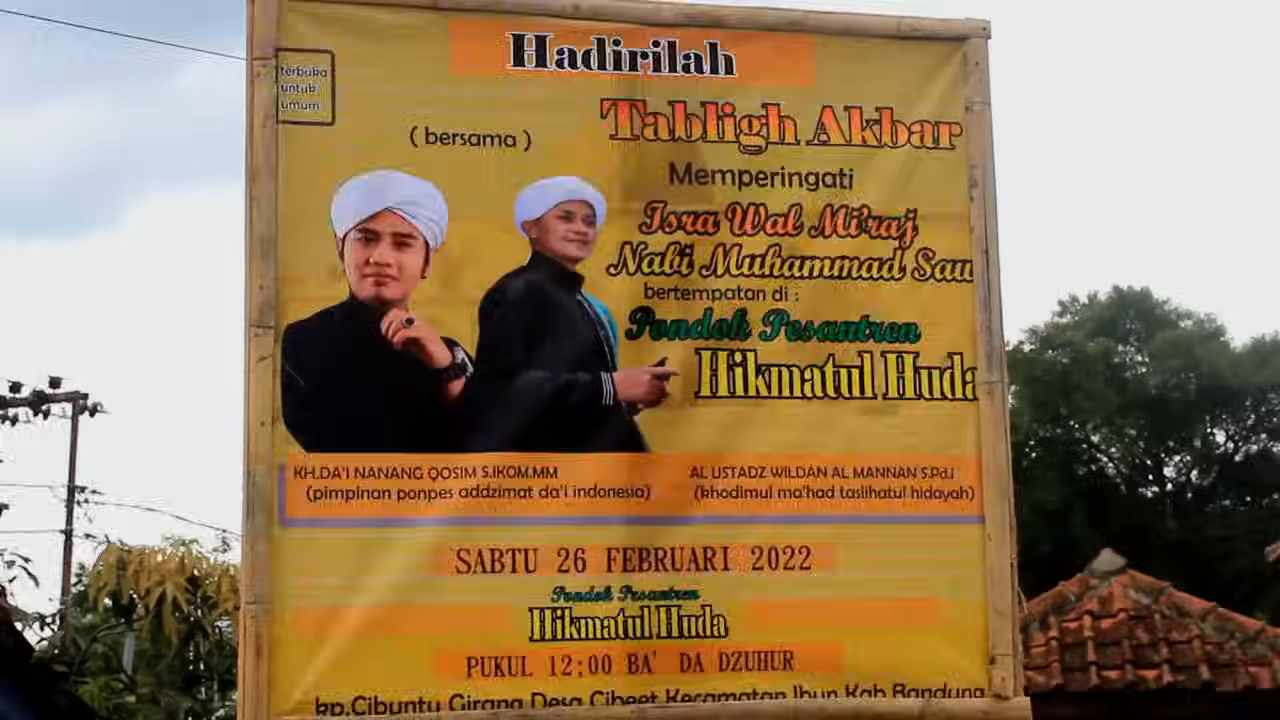 Hadirilah
terbuka
untuk
umum
( bersama )
Tabligh Akbar
Memperingati
Isra Wal Mi'raj
Nabi Muhammad Saw
bertempatan di :
Pondok Pesantren
Hikmatul Huda
KH.DA'I NANANG QOSIM S.IKOM.MM
(pimpinan ponpes addzimat da'i indonesia)
AL USTADZ WILDAN AL MANNAN S.Pd.I
(khodimul ma'had taslihatul hidayah)
SABTU 26 FEBRUARI 2022
Pondok Pesantren
Hikmatul Huda
PUKUL 12;00 BA' DA DZUHUR
kp.Cibuntu Girang Desa Cibeet Kecamatan Ibun Kab Bandung